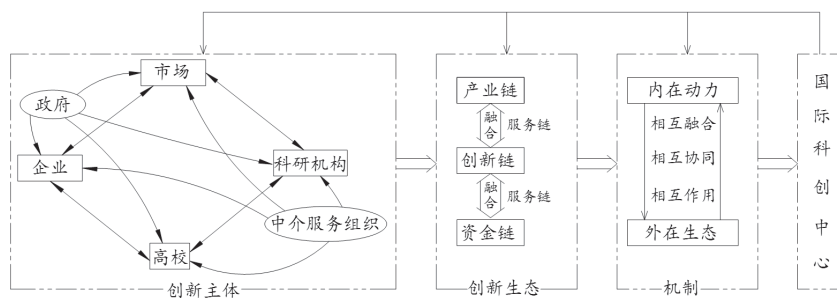 市场
政府
企业
科研机构
中介服务组织
高校
创新主体
产业链
融合
服务链
创新链
融合
服务链
资金链
创新生态
内在动力
相互融合
相互协同
相互作用
外在生态
机制
国际科创中心